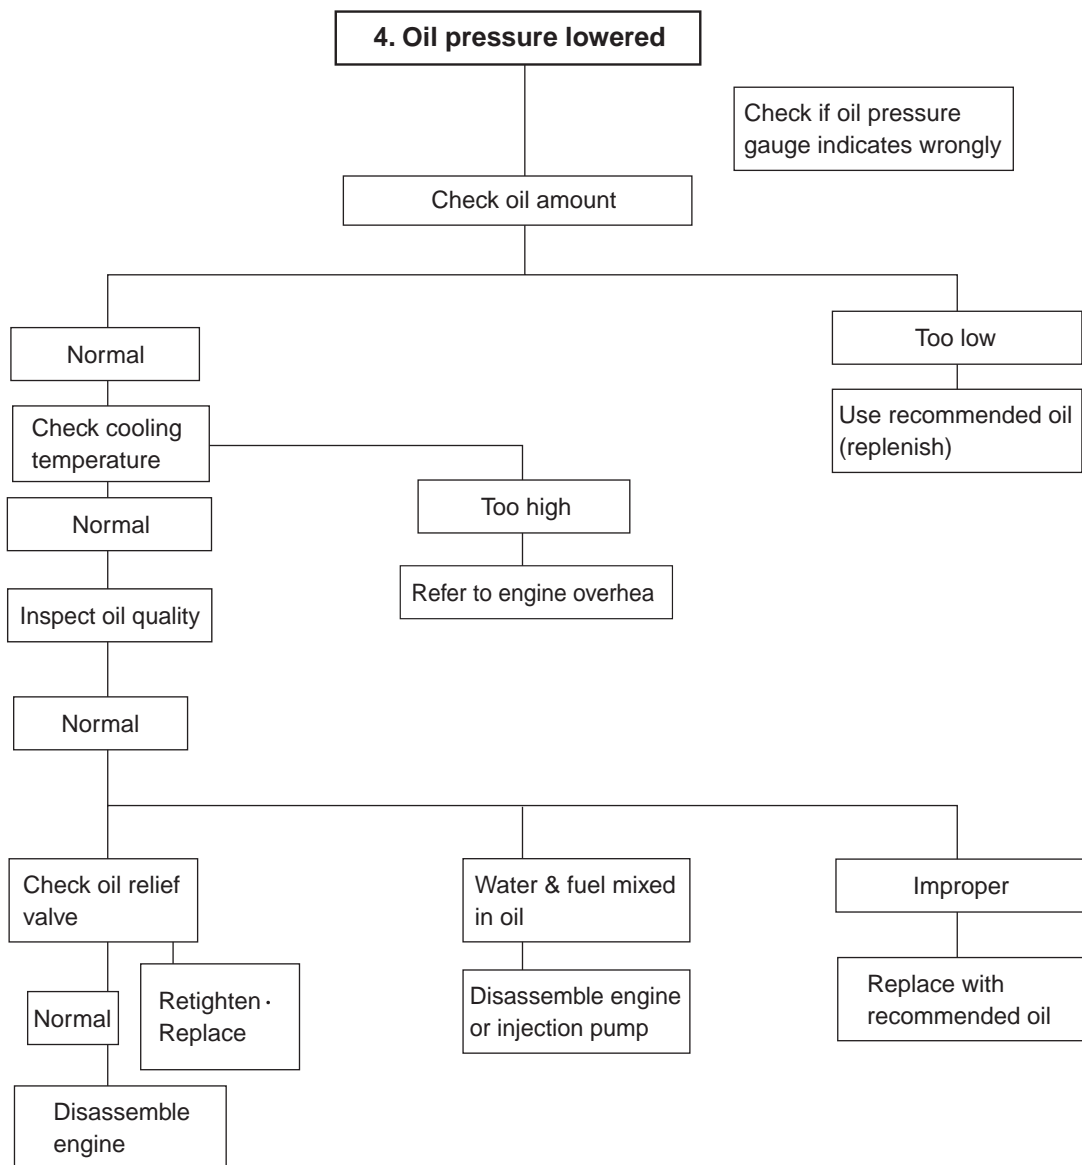 4. Oil pressure lowered
Check if oil pressure
gauge indicates wrongly
Check oil amount
Normal
Too low
Check cooling
temperature
Use recommended oil
(replenish)
Normal
Too high
Refer to engine overhea
Inspect oil quality
Normal
Check oil relief
valve
Water & fuel mixed
in oil
Improper
Normal
Retighten ·
Replace
Disassemble engine
or injection pump
Replace with
recommended oil
Disassemble
engine